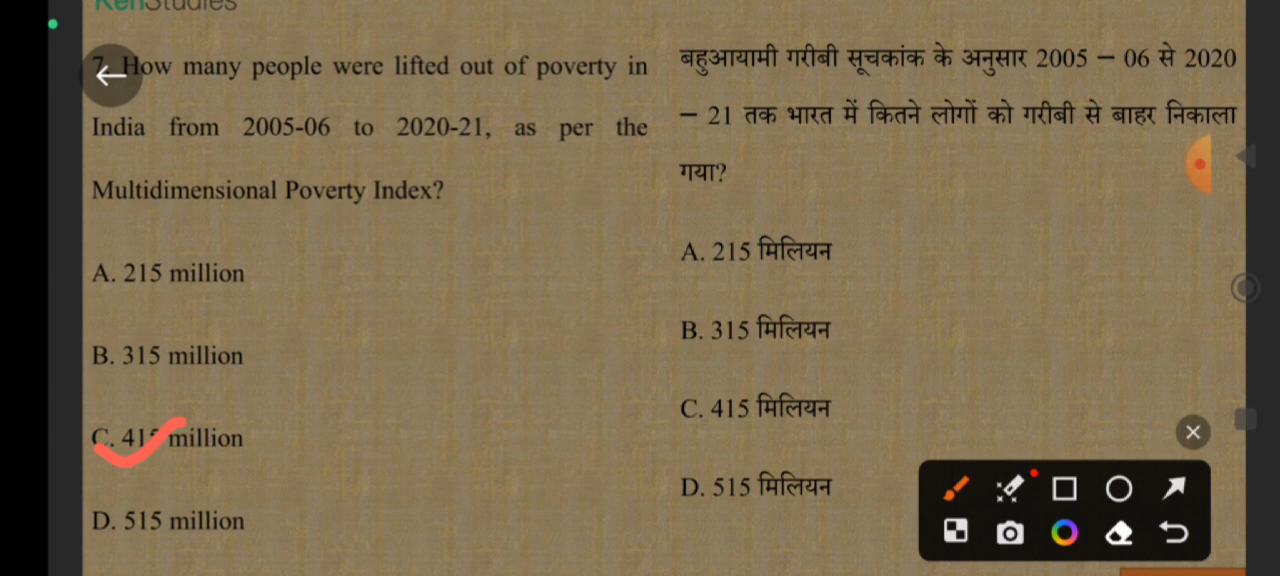 KenStudies
7. How many people were lifted out of poverty in
India from 2005-06 to 2020-21, as per the
Multidimensional Poverty Index?
A. 215 million
B. 315 million
C. 415 million
D. 515 million
बहुआयामी गरीबी सूचकांक के अनुसार 2005 – 06 से 2020
– 21 तक भारत में कितने लोगों को गरीबी से बाहर निकाला
गया?
A. 215 मिलियन
B. 315 मिलियन
C. 415 मिलियन
D. 515 मिलियन